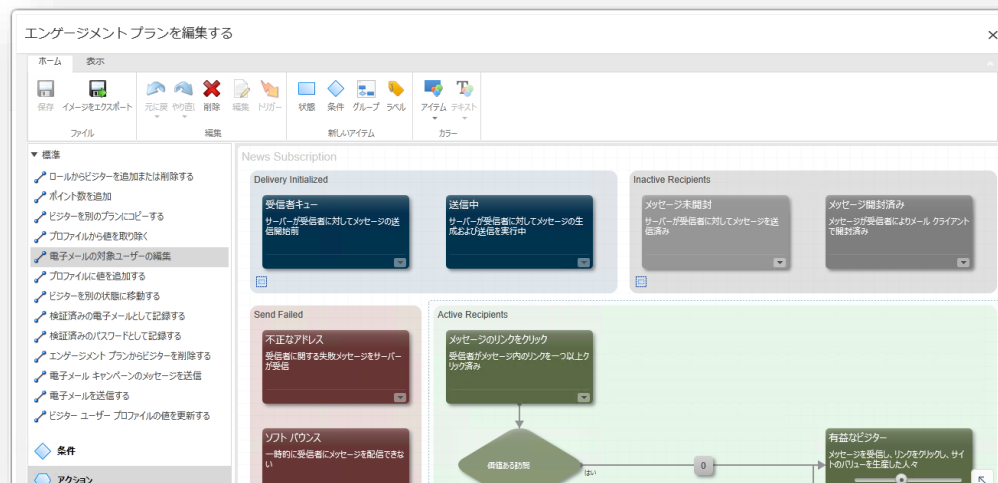 エンゲージメント プランを編集する
ホーム 表示
保存 イメージをエクスポート 元に戻 やり直し 削除 編集 トリガー 状態 条件 グループ ラベル アイテム テキスト
ファイル 編集 新しいアイテム カラー
標準
ロールからビジターを追加または削除する
ポイント数を追加
ビジターを別のプランにコピーする
プロファイルから値を取り除く
電子メールの対象ユーザーの編集
プロファイルに値を追加する
ビジターを別の状態に移動する
検証済みの電子メールとして記録する
検証済みのパスワードとして記録する
エンゲージメント プランからビジターを削除する
電子メール キャンペーンのメッセージを送信
電子メールを送信する
ビジター ユーザー プロファイルの値を更新する
条件
アクション
News Subscription
Delivery Initialized
受信者キュー
サーバーが受信者に対してメッセージの送
信開始前
送信中
サーバーが受信者に対してメッセージの生
成および送信を実行中
Inactive Recipients
メッセージ未開封
サーバーが受信者に対してメッセージを送
信済み
メッセージ開封済み
メッセージが受信者によりメール クライアント
で開封済み
Send Failed
不正なアドレス
受信者に関する失敗メッセージをサーバー
が受信
ソフト バウンス
一時的に受信者にメッセージを配信できな
い
Active Recipients
メッセージのリンクをクリック
受信者がメッセージ内のリンクを一つ以上ク
リック済み
価値ある訪問
はい
0
有益なビジター
メッセージを受信し、リンクをクリックし、サイ
トのバリューを生産した人々